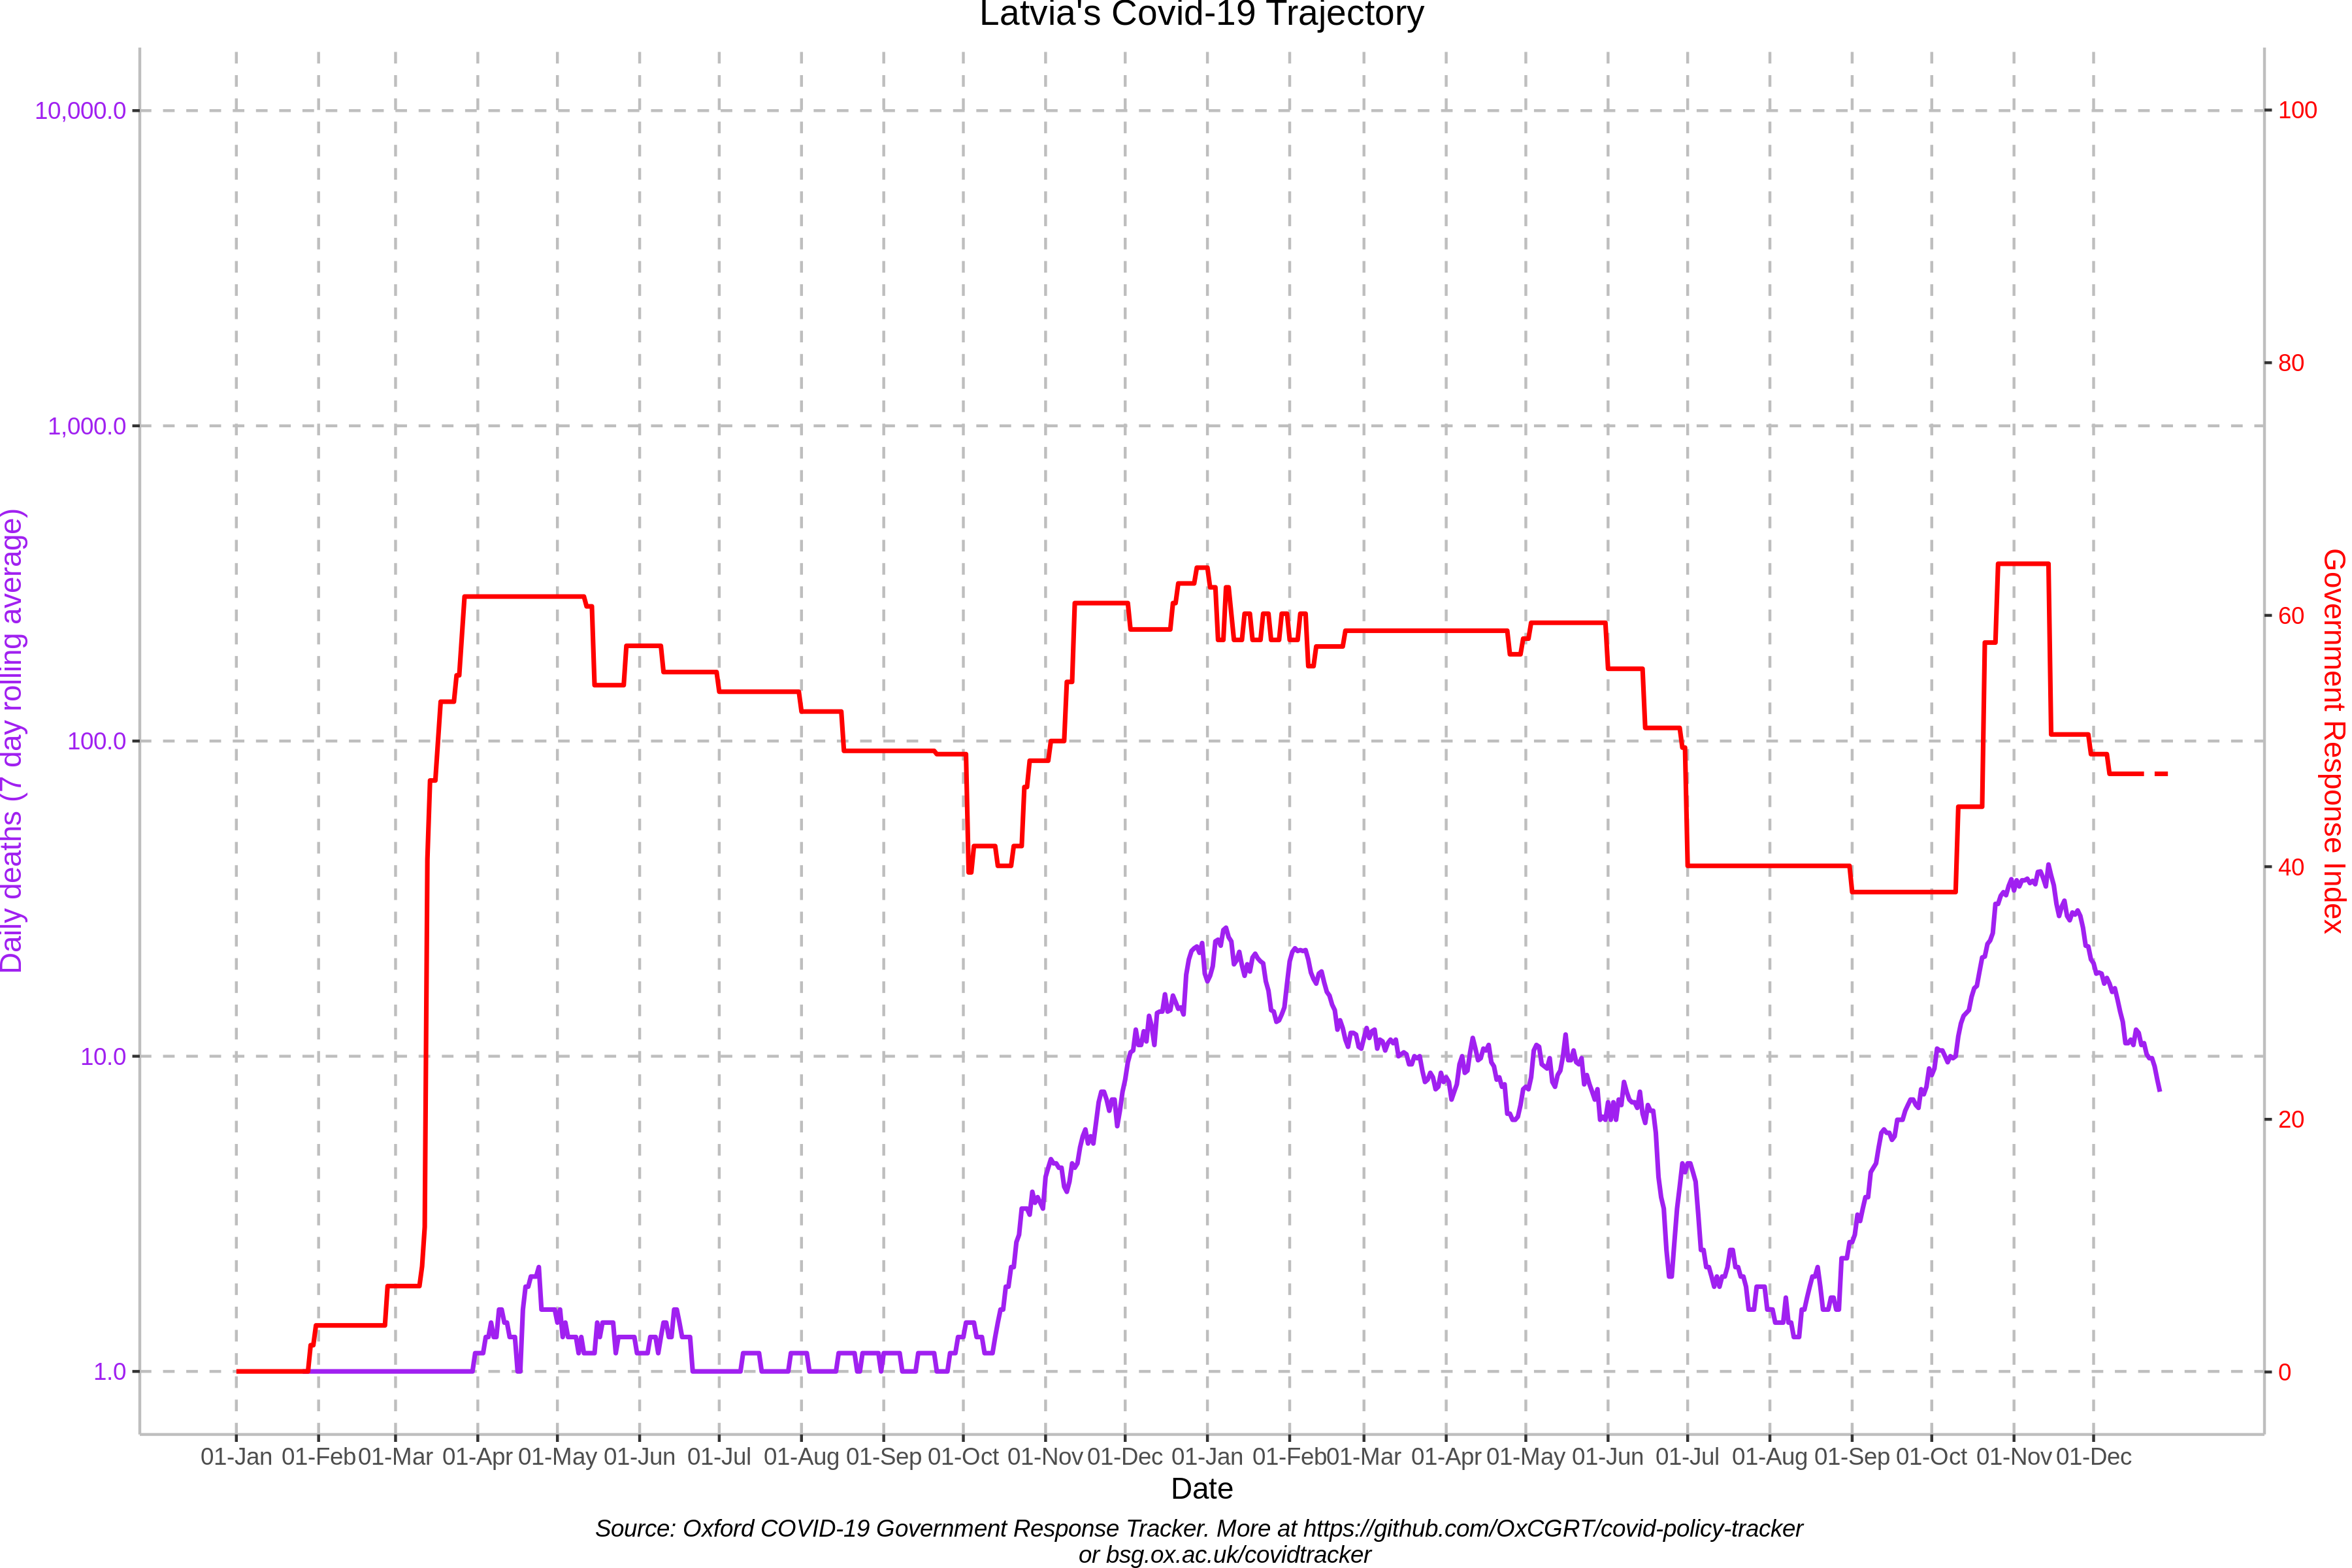 Latvia's Covid-19 Trajectory
10,000.0
1,000.0
100.0
10.0
1.0
Daily deaths (7 day rolling average)
100
80
60
40
20
0
Government Response Index
01-Jan 01-Feb 01-Mar 01-Apr 01-May 01-Jun 01-Jul 01-Aug 01-Sep 01-Oct 01-Nov 01-Dec 01-Jan 01-Feb 01-Mar 01-Apr 01-May 01-Jun 01-Jul 01-Aug 01-Sep 01-Oct 01-Nov 01-Dec
Date
Source: Oxford COVID-19 Government Response Tracker. More at https://github.com/OxCGRT/covid-policy-tracker
or bsg.ox.ac.uk/covidtracker